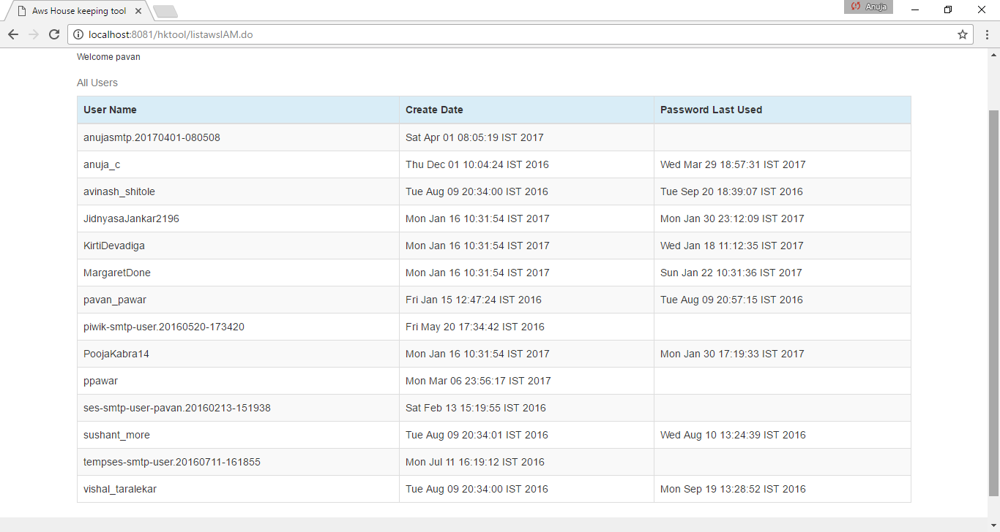 Aws House keeping tool
Anuja
localhost:8081/hktool/listawsIAM.do
Welcome pavan
All Users
User Name Create Date Password Last Used
anujasmtp.20170401-080508 Sat Apr 01 08:05:19 IST 2017
anuja_c Thu Dec 01 10:04:24 IST 2016 Wed Mar 29 18:57:31 IST 2017
avinash_shitole Tue Aug 09 20:34:00 IST 2016 Tue Sep 20 18:39:07 IST 2016
JidnyasaJankar2196 Mon Jan 16 10:31:54 IST 2017 Mon Jan 30 23:12:09 IST 2017
KirtiDevadiga Mon Jan 16 10:31:54 IST 2017 Wed Jan 18 11:12:35 IST 2017
MargaretDone Mon Jan 16 10:31:54 IST 2017 Sun Jan 22 10:31:36 IST 2017
pavan_pawar Fri Jan 15 12:47:24 IST 2016 Tue Aug 09 20:57:15 IST 2016
piwik-smtp-user.20160520-173420 Fri May 20 17:34:42 IST 2016
PoojaKabra14 Mon Jan 16 10:31:54 IST 2017 Mon Jan 30 17:19:33 IST 2017
ppawar Mon Mar 06 23:56:17 IST 2017
ses-smtp-user-pavan.20160213-151938 Sat Feb 13 15:19:55 IST 2016
sushant_more Tue Aug 09 20:34:01 IST 2016 Wed Aug 10 13:24:39 IST 2016
tempses-smtp-user.20160711-161855 Mon Jul 11 16:19:12 IST 2016
vishal_taralekar Tue Aug 09 20:34:00 IST 2016 Mon Sep 19 13:28:52 IST 2016